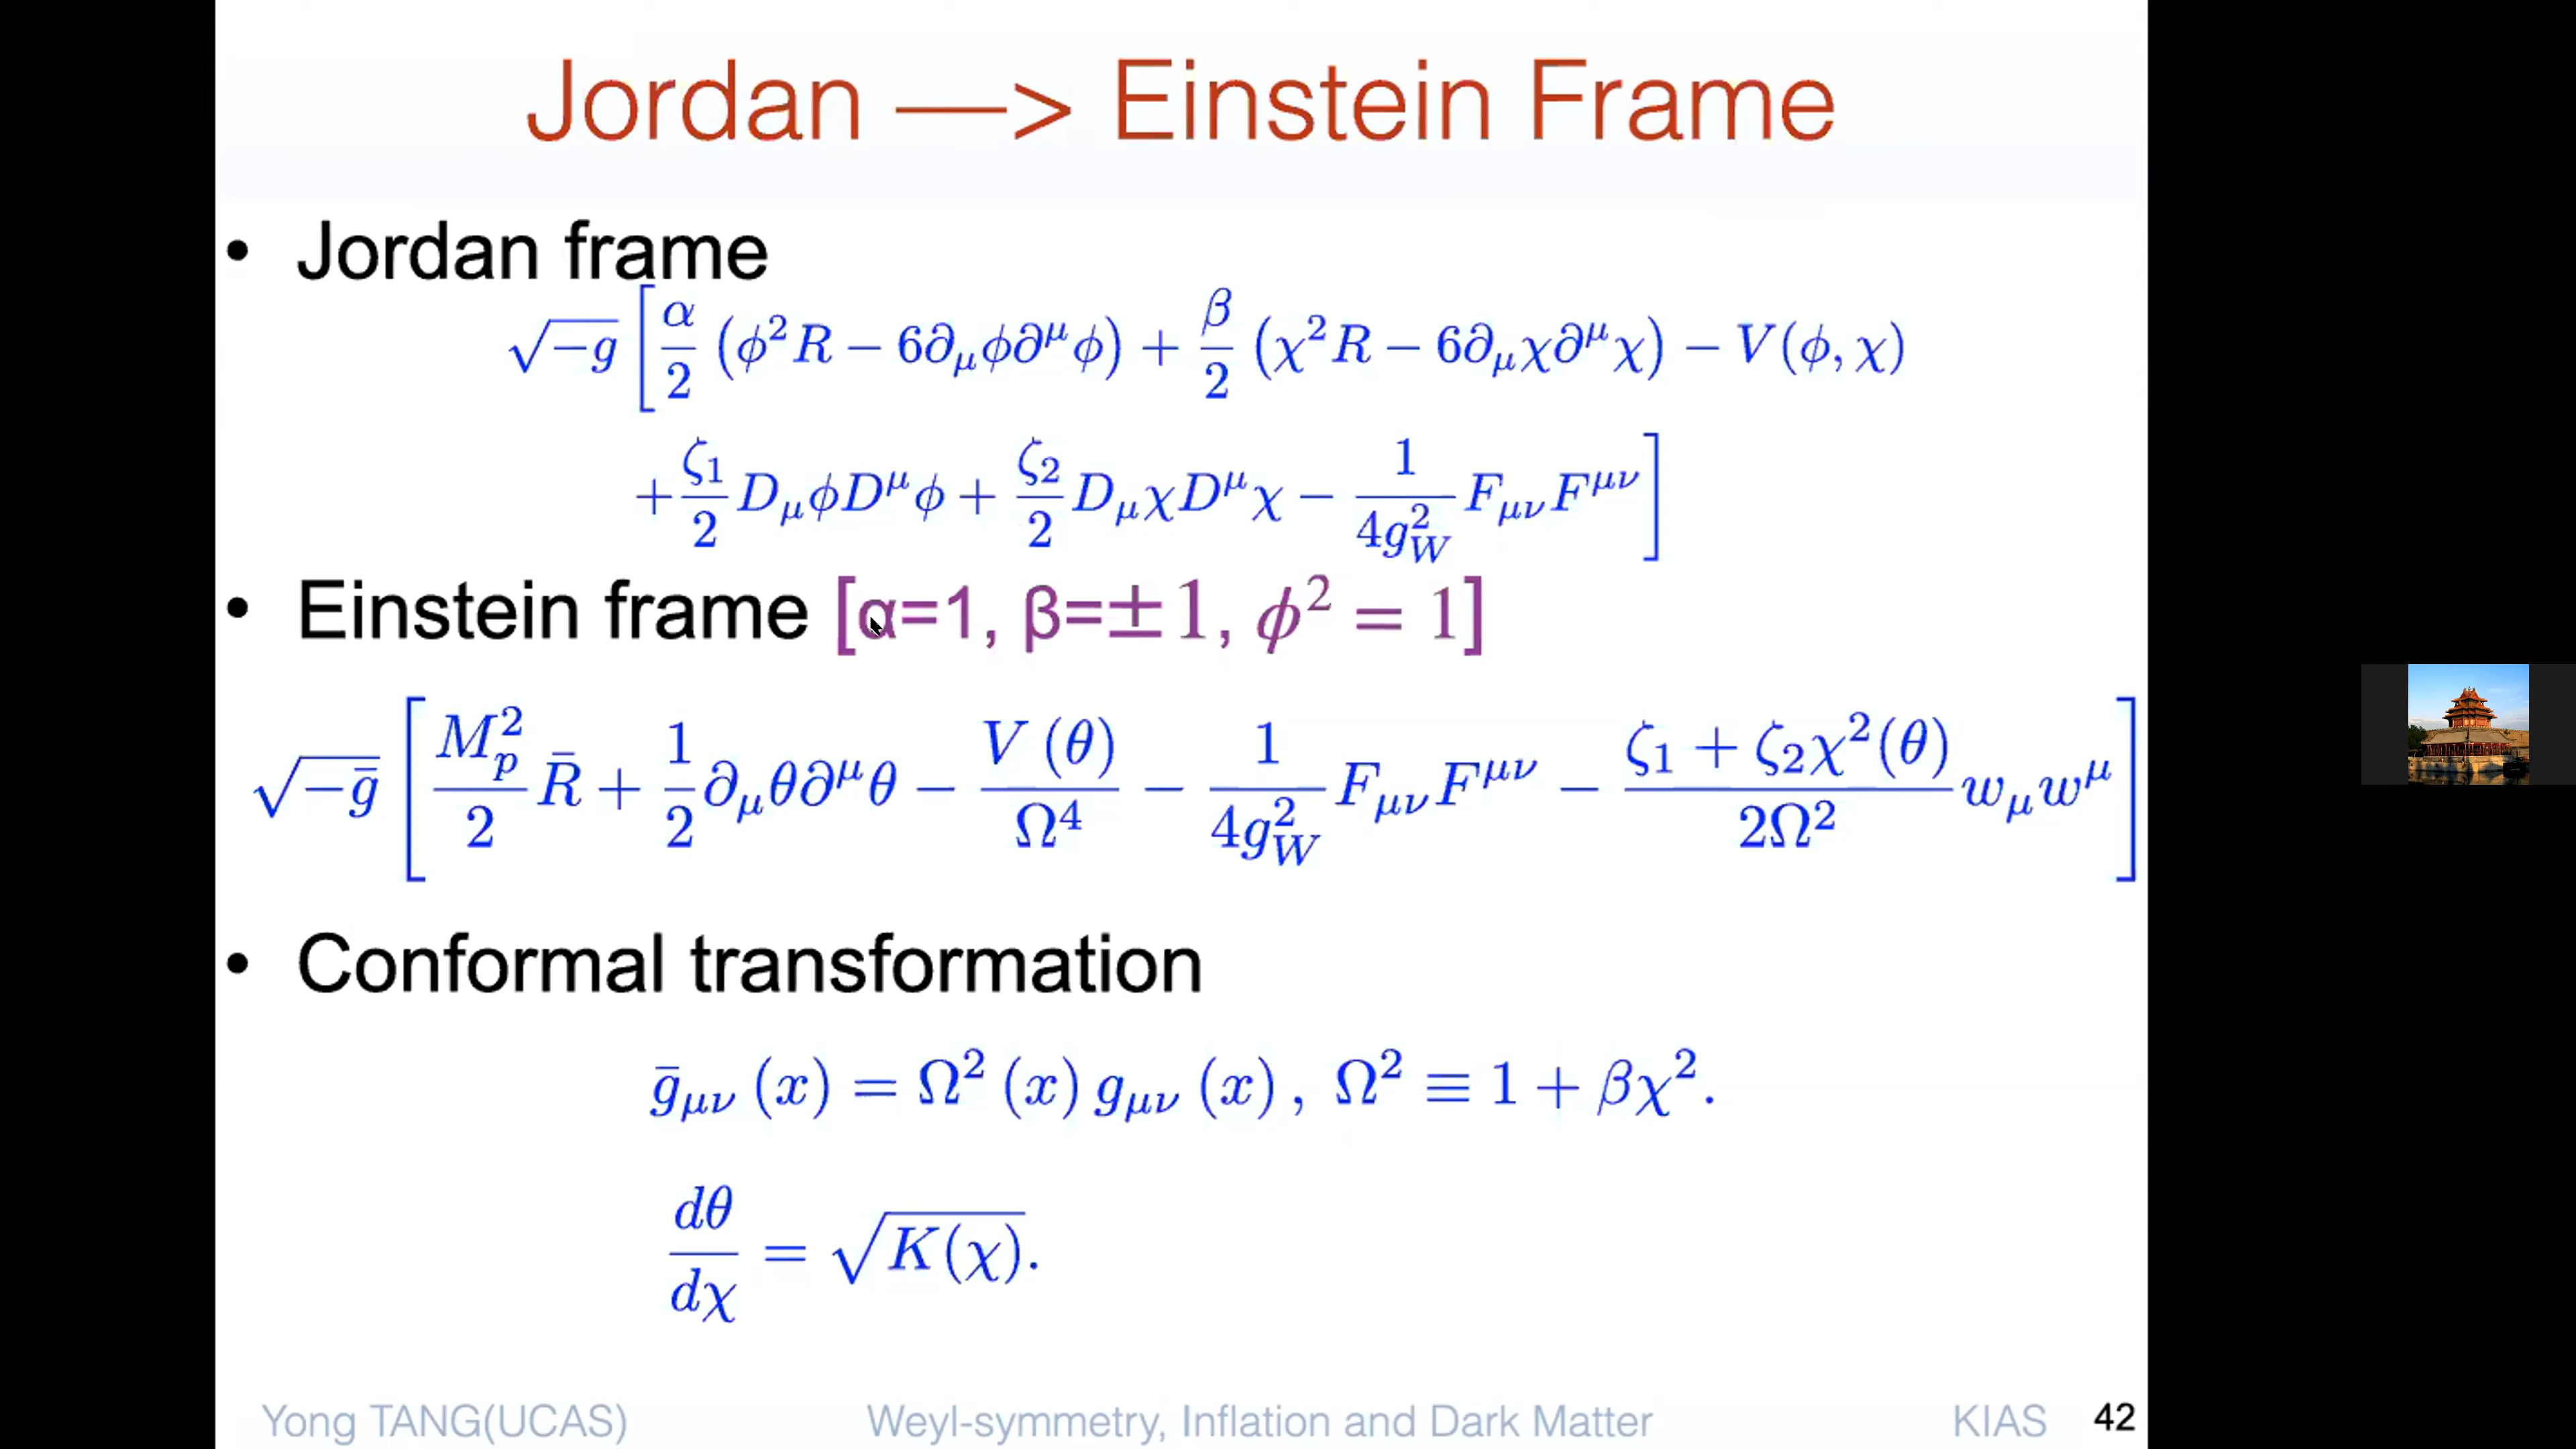 Jordan —> Einstein Frame
• Jordan frame
√−g [ α/2 (φ²R − 6∂_μφ∂^μφ) + β/2 (χ²R − 6∂_μχ∂^μχ) − V(φ, χ)
+ ζ₁/2 D_μφD^μφ + ζ₂/2 D_μχD^μχ − 1/(4g_W²) F_μνF^μν ]
• Einstein frame [α=1, β=±1, φ² = 1]
√−ḡ [ M_p²/2 R̄ + 1/2 ∂_μθ∂^μθ − V(θ)/Ω⁴ − 1/(4g_W²) F_μνF^μν − (ζ₁ + ζ₂χ²(θ))/(2Ω²) w_μw^μ ]
• Conformal transformation
ḡ_μν (x) = Ω² (x) g_μν (x) , Ω² ≡ 1 + βχ².
dθ/dχ = √K(χ).
Yong TANG(UCAS) Weyl-symmetry, Inflation and Dark Matter KIAS 42